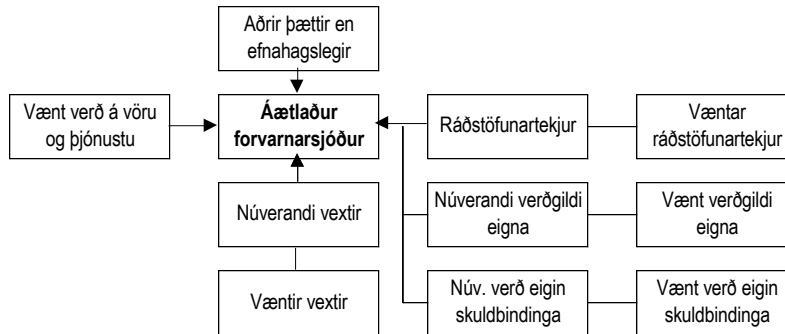 Aðrir þættir en
efnahagslegir
Vænt verð á vöru
og þjónustu
Áætlaður
forvarnarsjóður
Ráðstöfunartekjur
Væntar
ráðstöfunartekjur
Núverandi vextir
Núverandi verðgildi
eigna
Vænt verðgildi
eigna
Væntir vextir
Núv. verð eigin
skuldbindinga
Vænt verð eigin
skuldbindinga